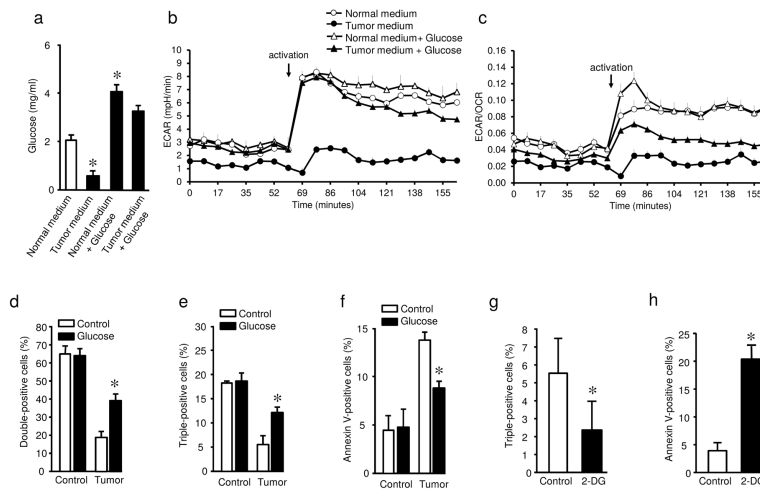 a
Glucose (mg/ml)
6
4
2
0
*
*
Normal medium
Tumor medium
Normal medium
+ Glucose
Tumor medium
+ Glucose
b
ECAR (mpH/min)
10
9
8
7
6
5
4
3
2
1
0
activation
0 17 35 52 69 86 104 121 138 155
Time (minutes)
Normal medium
Tumor medium
Normal medium+ Glucose
Tumor medium + Glucose
c
ECAR/OCR
0.16
0.14
0.12
0.10
0.08
0.06
0.04
0.02
0.00
activation
0 17 35 52 69 86 104 121 138 155
Time (minutes)
d
Control
Glucose
Double-positive cells (%)
80
70
60
50
40
30
20
10
0
*
Control Tumor
e
Control
Glucose
Triple-positive cells (%)
30
25
20
15
10
5
0
*
Control Tumor
f
Control
Glucose
Annexin V-positive cells (%)
15
10
5
0
*
Control Tumor
g
Triple-positive cells (%)
8
7
6
5
4
3
2
1
0
*
Control 2-DG
h
Annexin V-positive cells (%)
25
20
15
10
5
0
*
Control 2-DG